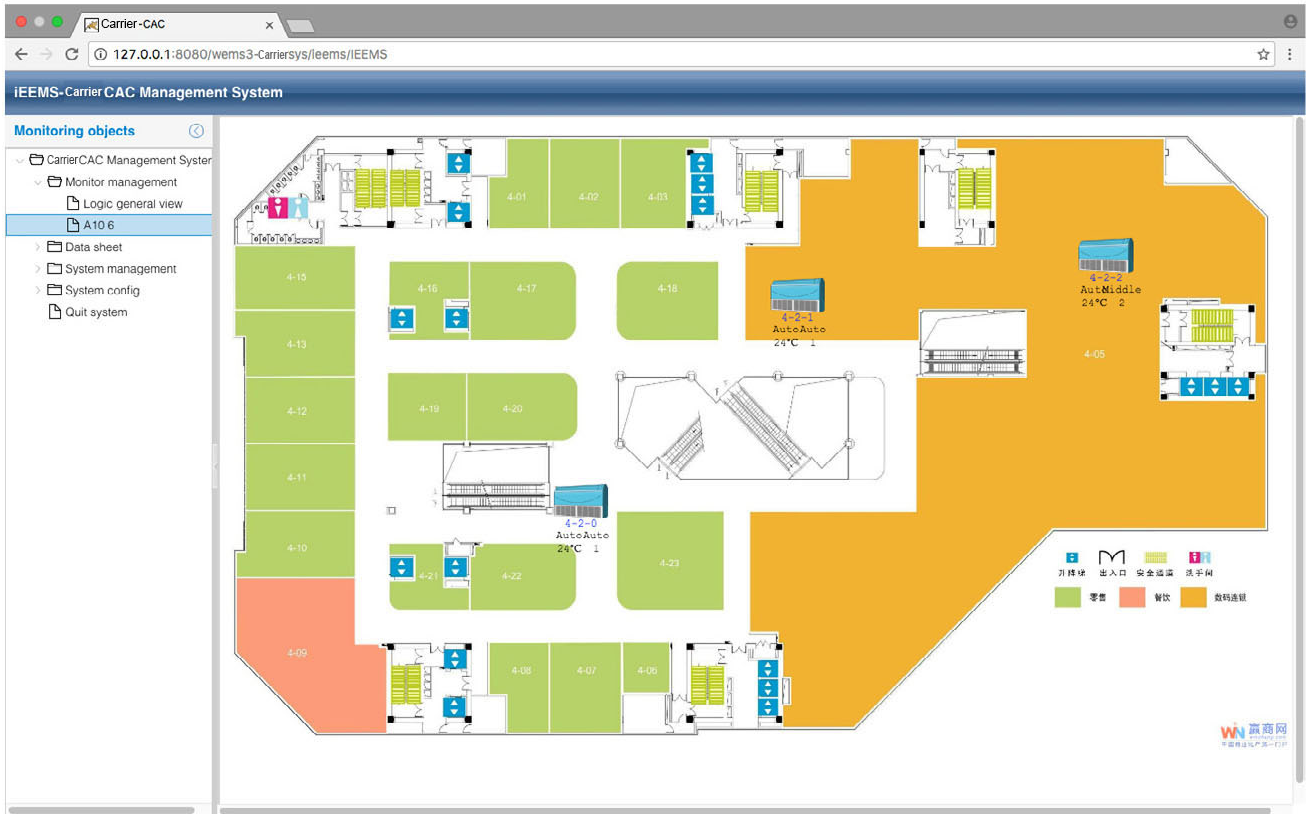 Carrier-CAC
127.0.0.1:8080/wems3-Carriersys/leems/IEEMS
iEEMS-Carrier CAC Management System
Monitoring objects
CarrierCAC Management Syster
Monitor management
Logic general view
A10 6
Data sheet
System management
System config
Quit system
4-01
4-02
4-03
4-15
4-16
4-17
4-18
4-2-1
AutoAuto
24℃ 1
4-2-2
24℃ 2
4-13
4-05
4-12
4-19
4-20
4-11
4-2-0
AutoAuto
24℃ 1
4-10
4-21
4-22
4-23
升降梯 出入口 安全通道 洗手间
零售 餐饮 数码连锁
4-09
4-08
4-07
4-06
WIN 赢商网